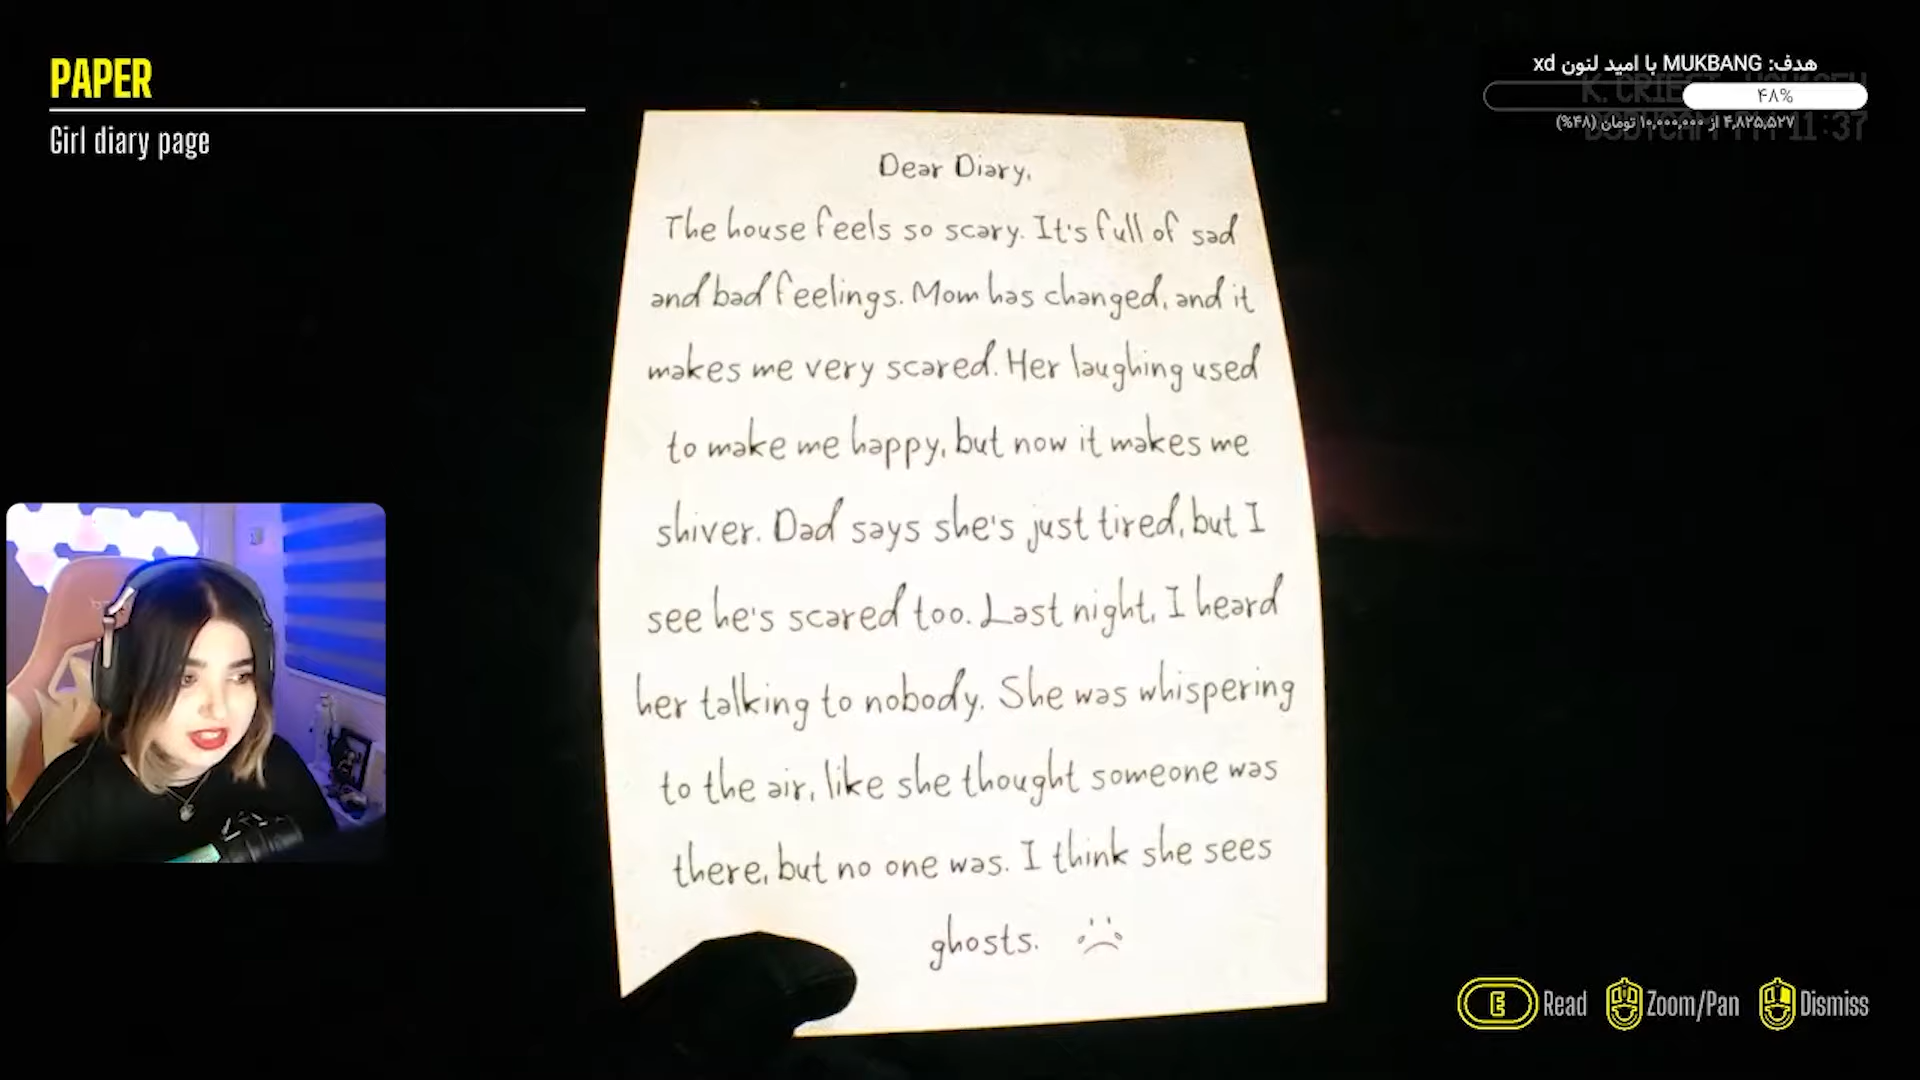 PAPER
Girl diary page
هدف: MUKBANG با امید لنون xd
۴۸%
۴,۸۲۵,۵۲۷ از ۱۰,۰۰۰,۰۰۰ تومان (۴۸%)
11:37
Dear Diary,
The house feels so scary. It's full of sad
and bad feelings. Mom has changed, and it
makes me very scared. Her laughing used
to make me happy, but now it makes me
shiver. Dad says she's just tired, but I
see he's scared too. Last night, I heard
her talking to nobody. She was whispering
to the air, like she thought someone was
there, but no one was. I think she sees
ghosts.
E Read Zoom/Pan Dismiss